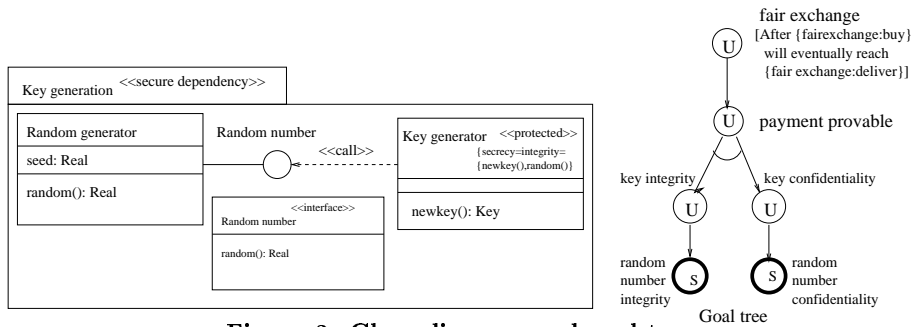 Key generation <<secure dependency>>
Random generator
seed: Real
random(): Real
Random number
<<call>>
Key generator <<protected>>
{secrecy=integrity=
{newkey(),random()}
newkey(): Key
<<interface>>
Random number
random(): Real
fair exchange
[After {fairexchange:buy}
will eventually reach
{fair exchange:deliver}]
U
U
payment provable
key integrity
key confidentiality
U
U
random
number
integrity
S
S
random
number
confidentiality
Goal tree